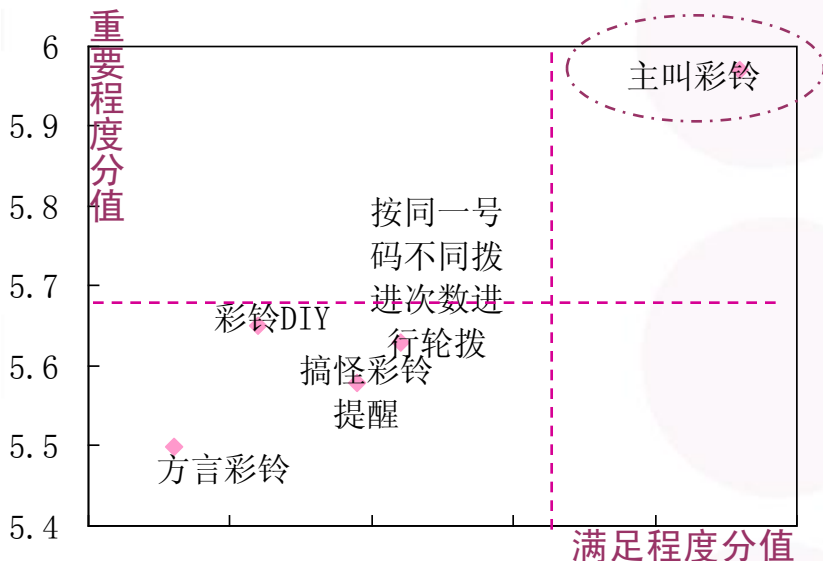 重要程度分值
6
5.9
5.8
5.7
5.6
5.5
5.4
主叫彩铃
按同一号
码不同拨
进次数进
行轮拨
彩铃DIY
搞怪彩铃
提醒
方言彩铃
满足程度分值